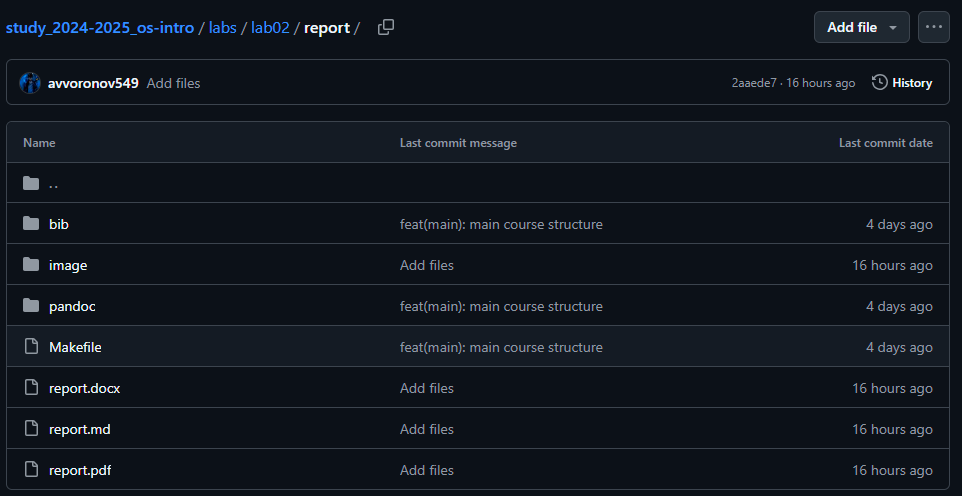 study_2024-2025_os-intro / labs / lab02 / report / Add file ...
avvoronov549 Add files 2aaede7 · 16 hours ago History
Name Last commit message Last commit date
..
bib feat(main): main course structure 4 days ago
image Add files 16 hours ago
pandoc feat(main): main course structure 4 days ago
Makefile feat(main): main course structure 4 days ago
report.docx Add files 16 hours ago
report.md Add files 16 hours ago
report.pdf Add files 16 hours ago